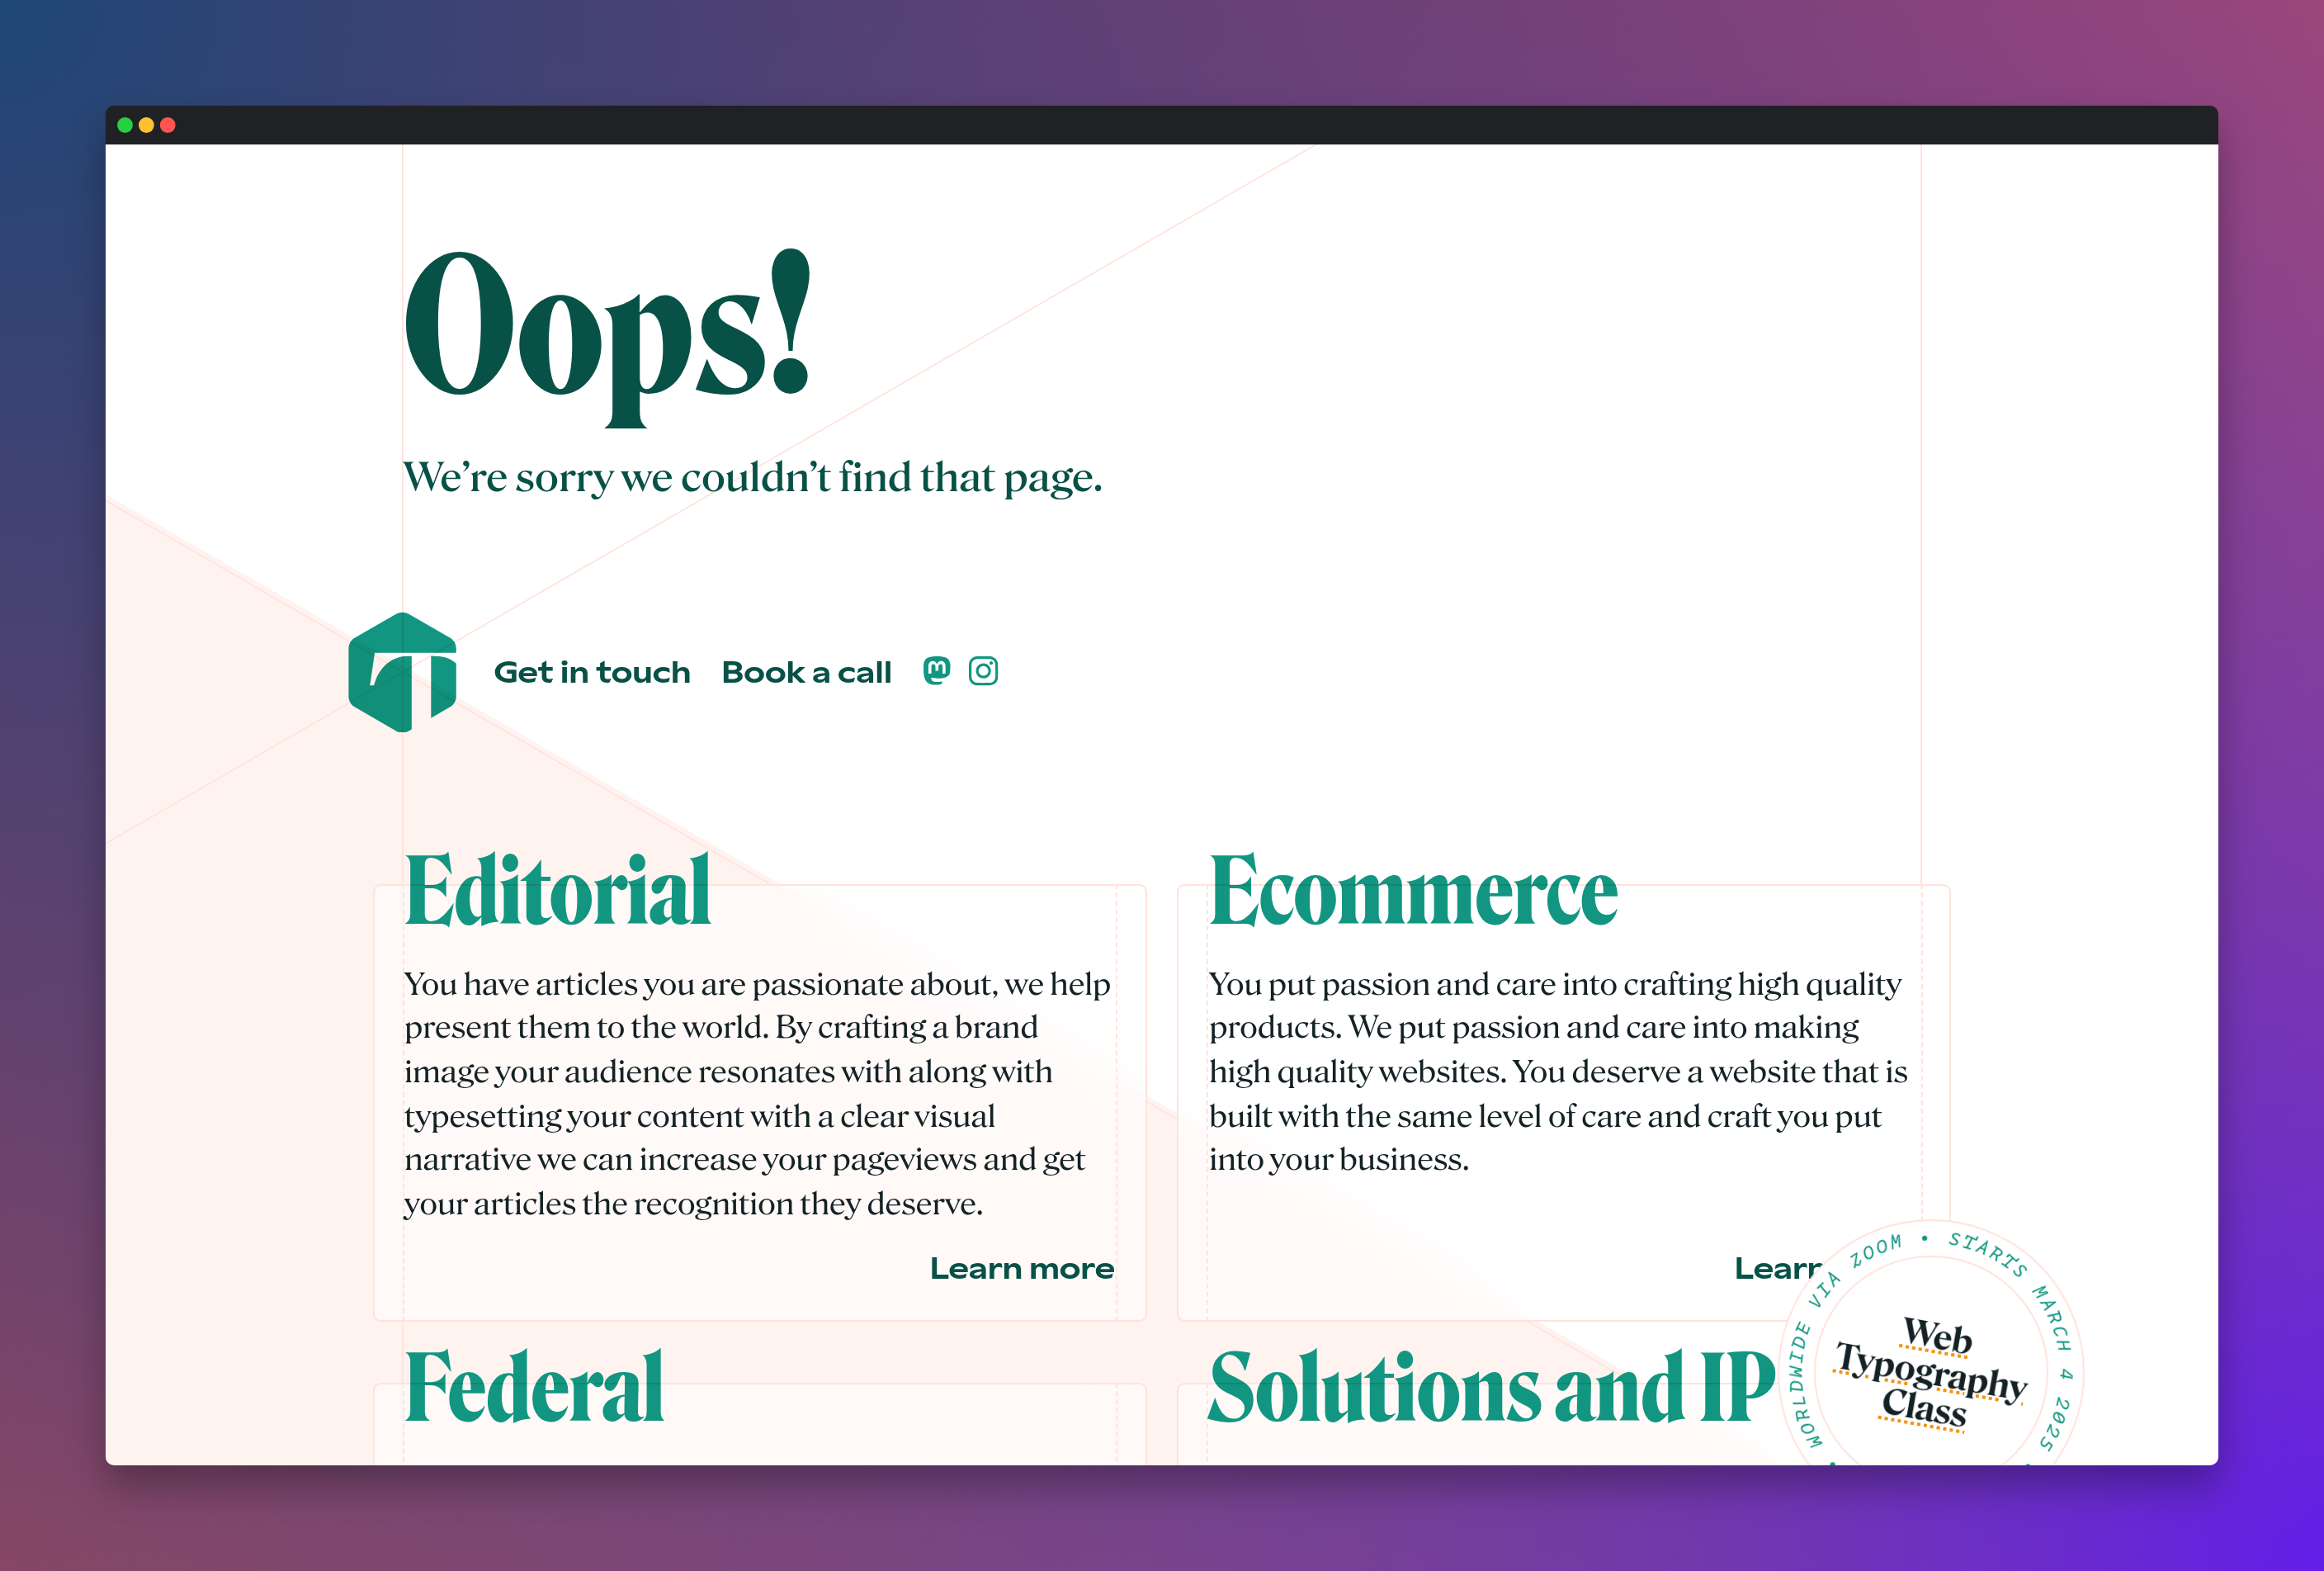 Oops!
We’re sorry we couldn’t find that page.
Get in touch
Book a call
Editorial
You have articles you are passionate about, we help
present them to the world. By crafting a brand
image your audience resonates with along with
typesetting your content with a clear visual
narrative we can increase your pageviews and get
your articles the recognition they deserve.
Learn more
Ecommerce
You put passion and care into crafting high quality
products. We put passion and care into making
high quality websites. You deserve a website that is
built with the same level of care and craft you put
into your business.
Federal
Solutions and IP
WORLDWIDE VIA ZOOM • STARTS MARCH 4 2025
Web
Typography
Class